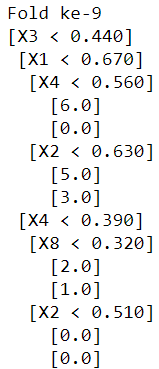 Fold ke-9
[X3 < 0.440]
 [X1 < 0.670]
  [X4 < 0.560]
    [6.0]
    [0.0]
  [X2 < 0.630]
    [5.0]
    [3.0]
 [X4 < 0.390]
  [X8 < 0.320]
    [2.0]
    [1.0]
  [X2 < 0.510]
    [0.0]
    [0.0]